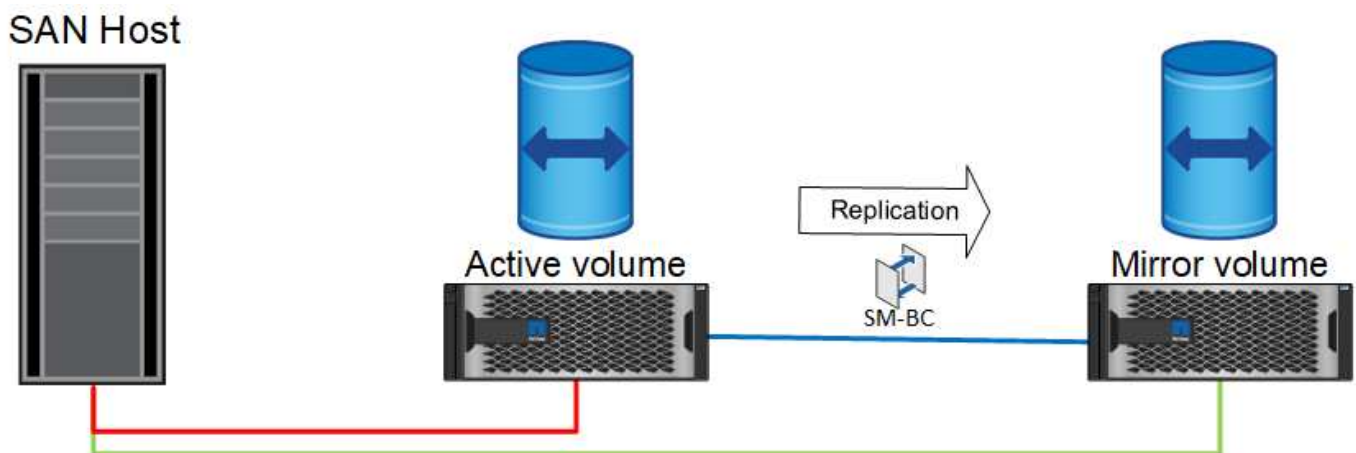 SAN Host
Replication
Active volume
Mirror volume
SM-BC